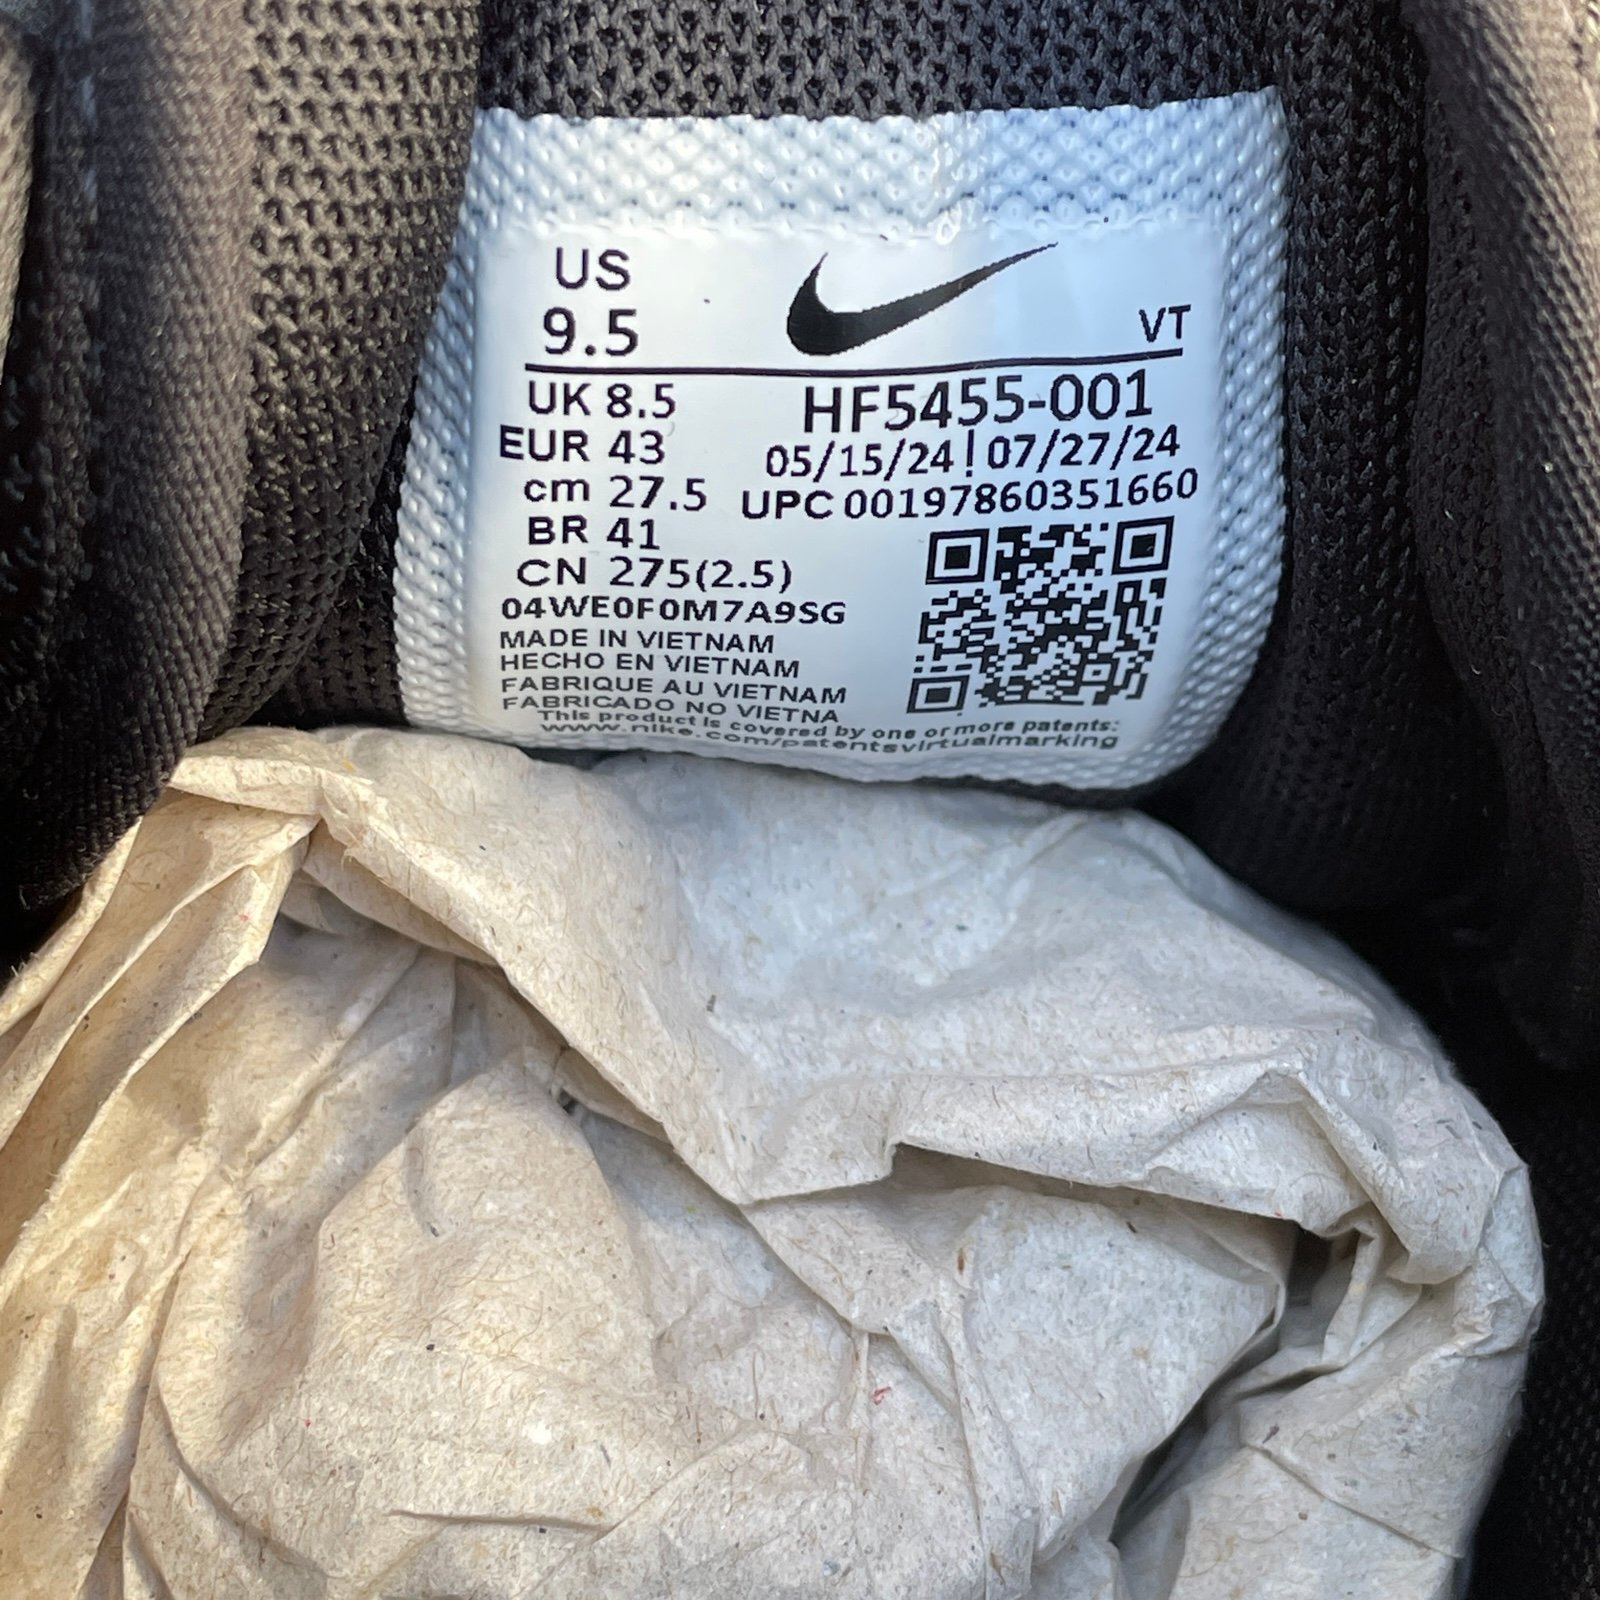 US
9.5
VT
UK 8.5
EUR 43
cm 27.5
BR 41
CN 275(2.5)
HF5455-001
05/15/24 ! 07/27/24
UPC 00197860351660
04WE0F0M7A9SG
MADE IN VIETNAM
HECHO EN VIETNAM
FABRIQUE AU VIETNAM
FABRICADO NO VIETNA
This product is covered by one or more patents:
www.nike.com/patentsvirtualmarking